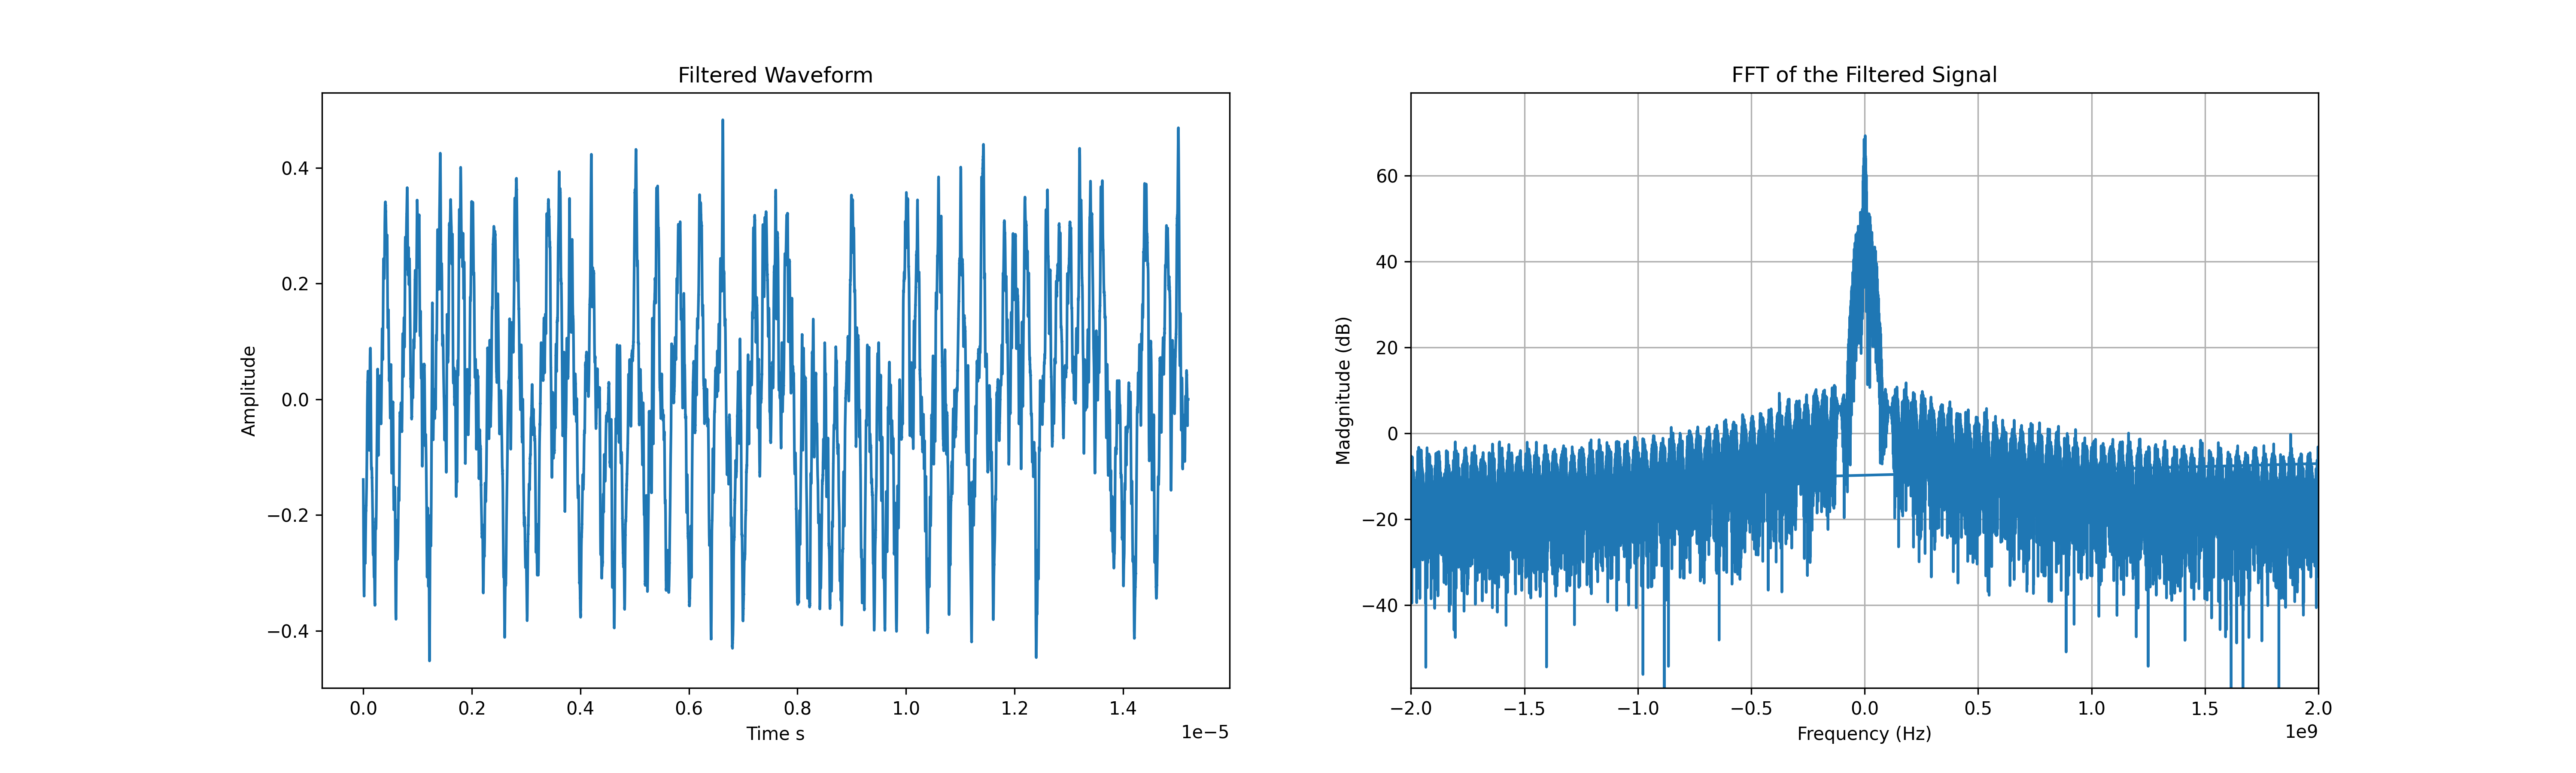 Filtered Waveform
Amplitude
0.4
0.2
0.0
−0.2
−0.4
0.0 0.2 0.4 0.6 0.8 1.0 1.2 1.4
Time s
1e−5
FFT of the Filtered Signal
Madgnitude (dB)
60
40
20
0
−20
−40
−2.0 −1.5 −1.0 −0.5 0.0 0.5 1.0 1.5 2.0
Frequency (Hz)
1e9